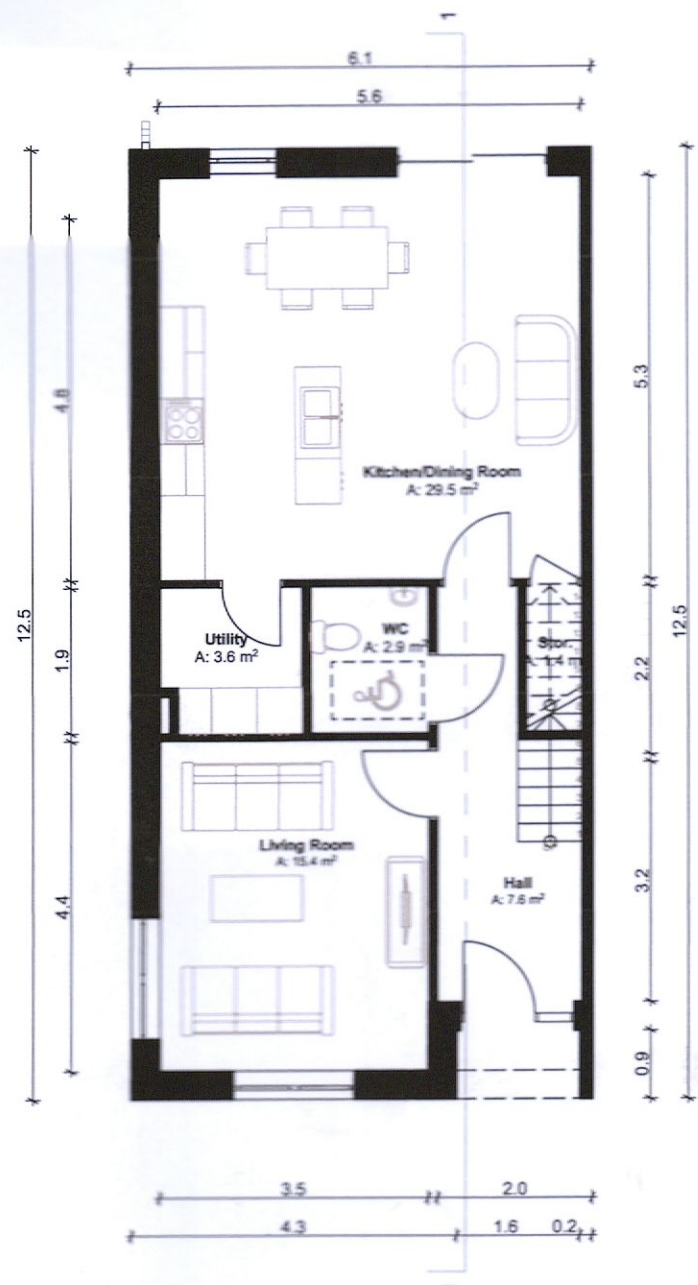 1
6.1
5.6
4.8
5.3
12.5
12.5
Kitchen/Dining Room
A: 29.5 m²
Utility
A: 3.6 m²
WC
A: 2.9 m²
Stor.
A: 1.4 m
1.9
2.2
Living Room
A: 15.4 m²
Hall
A: 7.6 m²
4.4
3.2
0.9
3.5
2.0
4.3
1.6
0.2